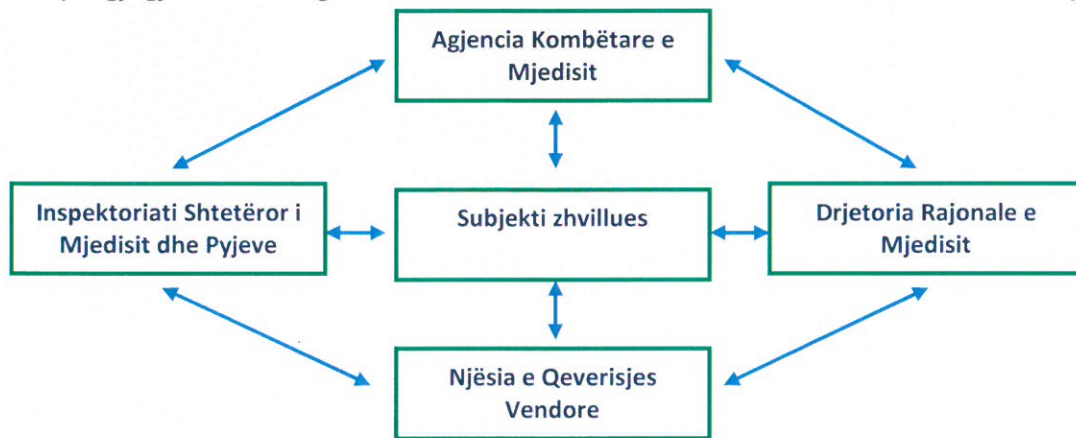 Agjencia Kombëtare e
Mjedisit
Inspektoriati Shtetëror i
Mjedisit dhe Pyjeve
Subjekti zhvillues
Drjetoria Rajonale e
Mjedisit
Njësia e Qeverisjes
Vendore